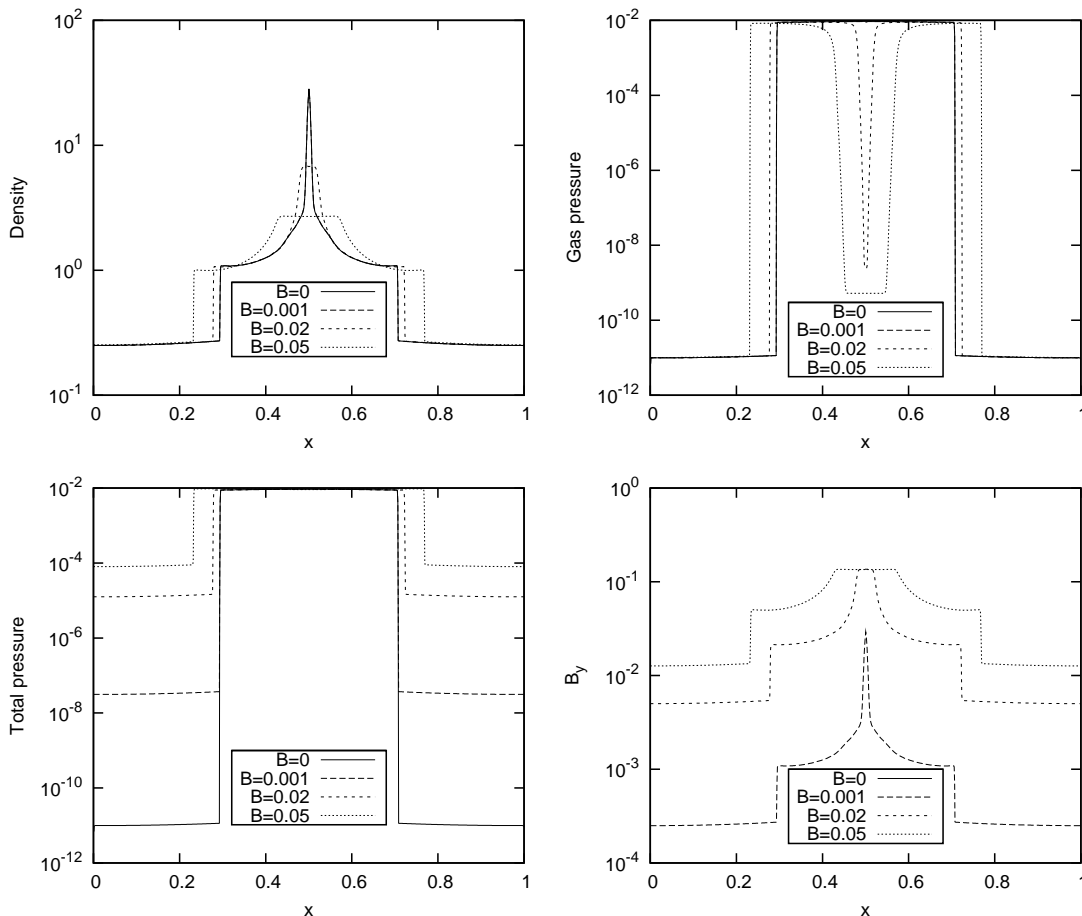 10^2
10^1
10^0
10^-1
Density
B=0
B=0.001
B=0.02
B=0.05
0 0.2 0.4 0.6 0.8 1
x
10^-2
10^-4
10^-6
10^-8
10^-10
10^-12
Gas pressure
B=0
B=0.001
B=0.02
B=0.05
0 0.2 0.4 0.6 0.8 1
x
10^-2
10^-4
10^-6
10^-8
10^-10
10^-12
Total pressure
B=0
B=0.001
B=0.02
B=0.05
0 0.2 0.4 0.6 0.8 1
x
10^0
10^-1
10^-2
10^-3
10^-4
B_y
B=0
B=0.001
B=0.02
B=0.05
0 0.2 0.4 0.6 0.8 1
x